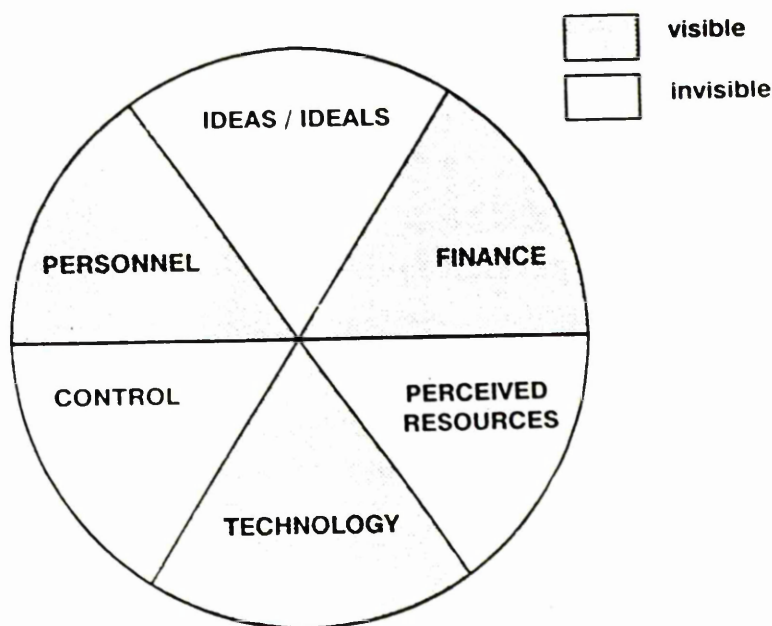 visible
invisible
IDEAS / IDEALS
PERSONNEL
FINANCE
CONTROL
PERCEIVED
RESOURCES
TECHNOLOGY